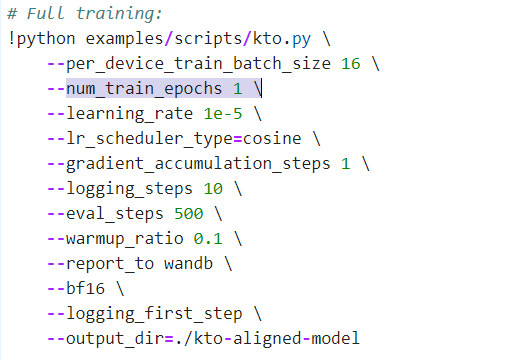 # Full training:
!python examples/scripts/kto.py \
--per_device_train_batch_size 16 \
--num_train_epochs 1 \
--learning_rate 1e-5 \
--lr_scheduler_type=cosine \
--gradient_accumulation_steps 1 \
--logging_steps 10 \
--eval_steps 500 \
--warmup_ratio 0.1 \
--report_to wandb \
--bf16 \
--logging_first_step \
--output_dir=./kto-aligned-model